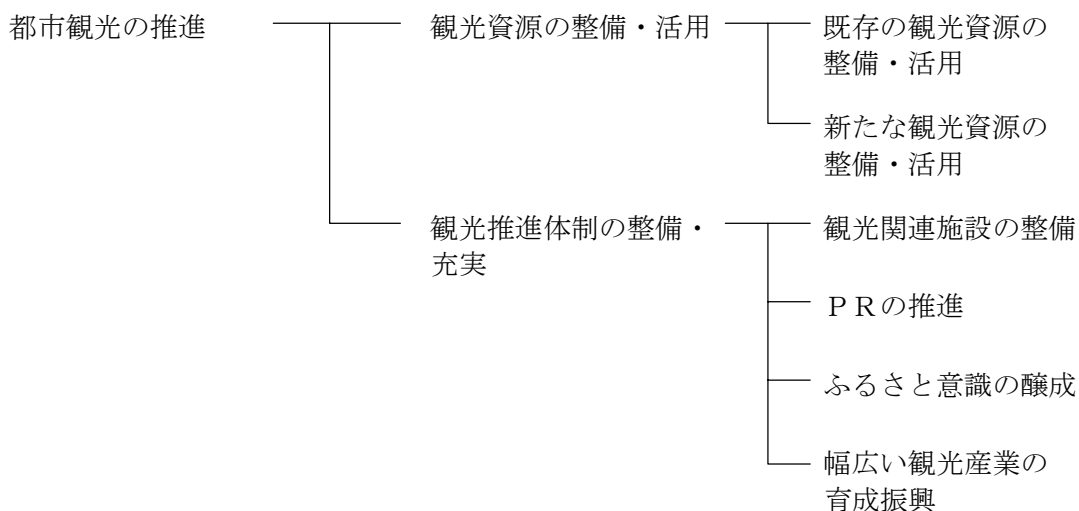 都市観光の推進
観光資源の整備・活用
既存の観光資源の
整備・活用
新たな観光資源の
整備・活用
観光推進体制の整備・
充実
観光関連施設の整備
ＰＲの推進
ふるさと意識の醸成
幅広い観光産業の
育成振興